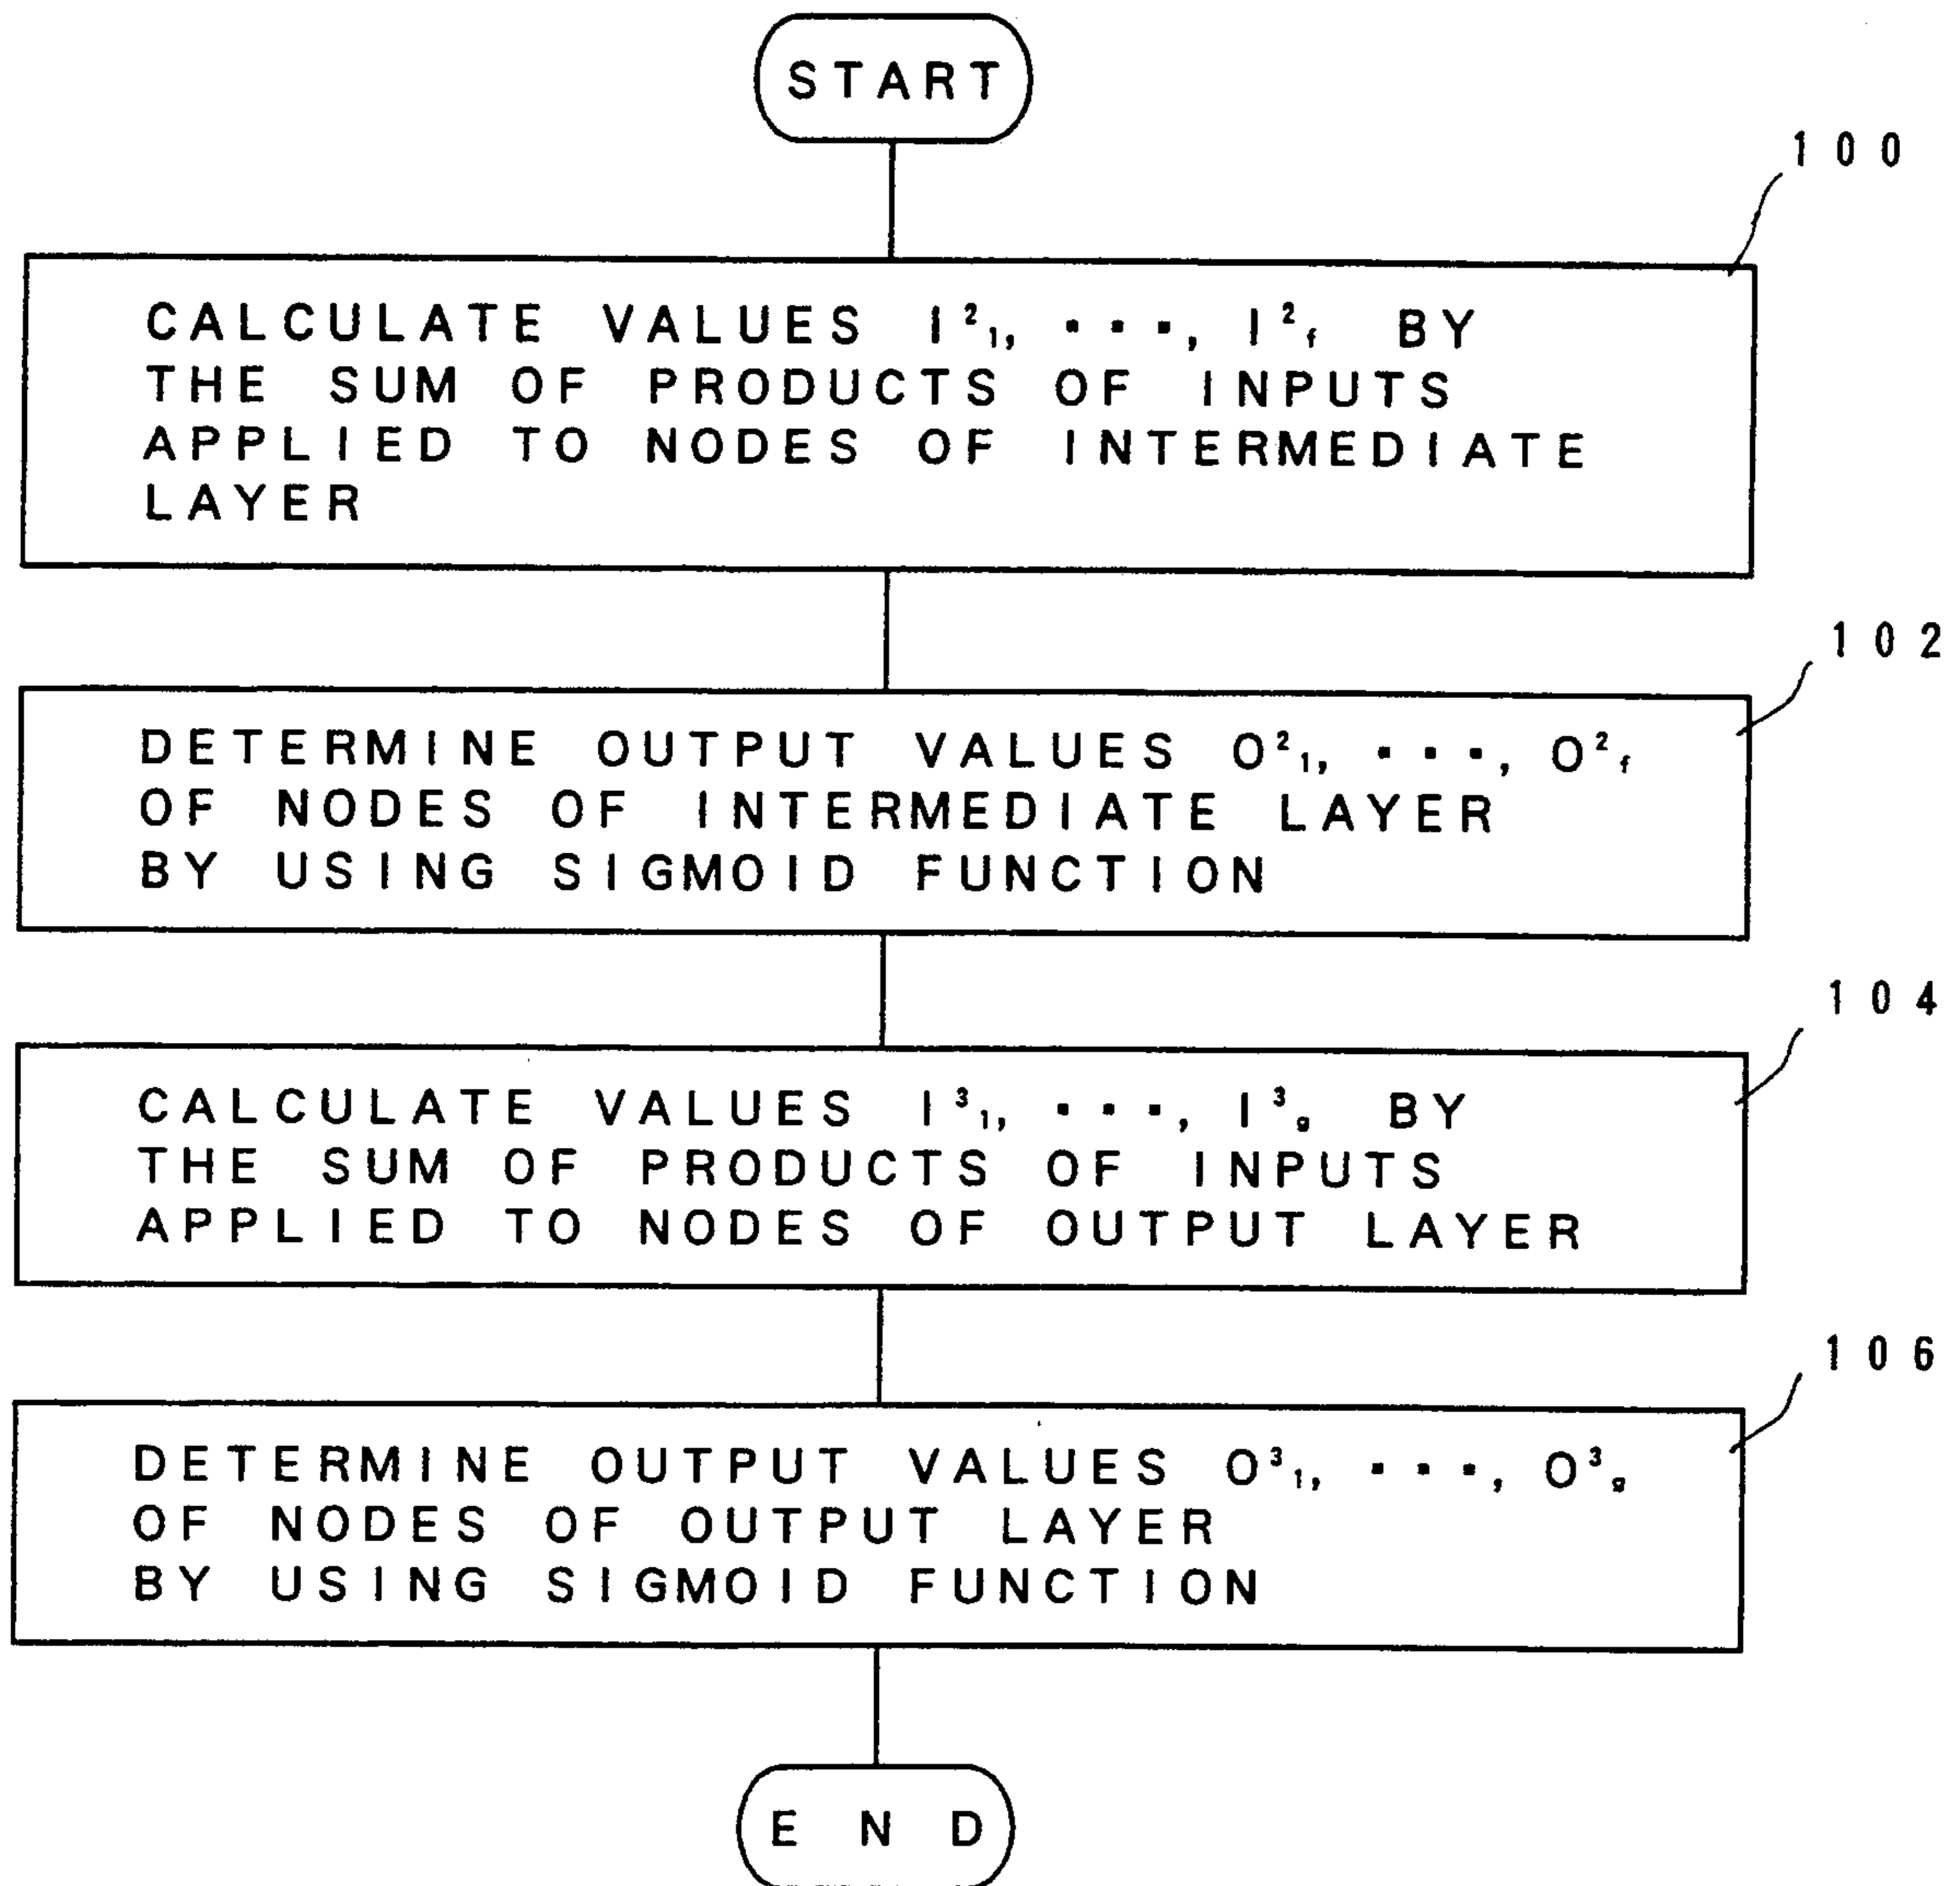 START
100
CALCULATE VALUES I²₁, ···, I²f BY
THE SUM OF PRODUCTS OF INPUTS
APPLIED TO NODES OF INTERMEDIATE
LAYER
102
DETERMINE OUTPUT VALUES O²₁, ···, O²f
OF NODES OF INTERMEDIATE LAYER
BY USING SIGMOID FUNCTION
104
CALCULATE VALUES I³₁, ···, I³g BY
THE SUM OF PRODUCTS OF INPUTS
APPLIED TO NODES OF OUTPUT LAYER
106
DETERMINE OUTPUT VALUES O³₁, ···, O³g
OF NODES OF OUTPUT LAYER
BY USING SIGMOID FUNCTION
END